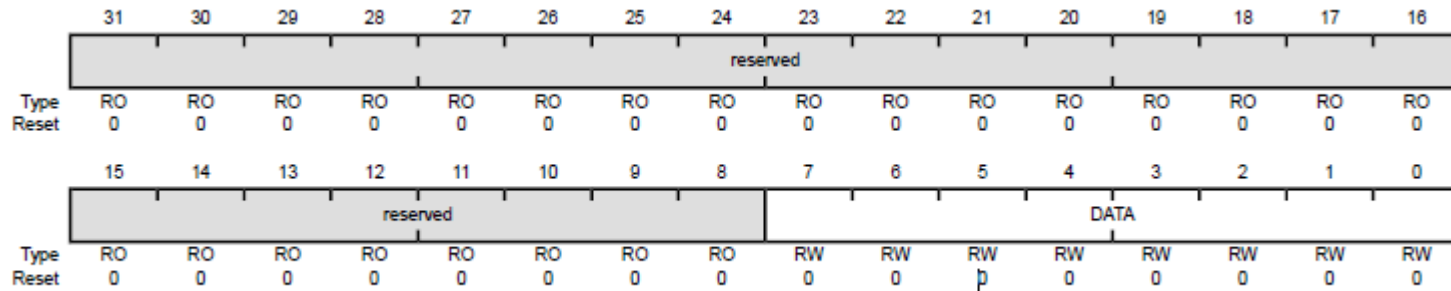 31 30 29 28 27 26 25 24 23 22 21 20 19 18 17 16
reserved
Type RO RO RO RO RO RO RO RO RO RO RO RO RO RO RO RO
Reset 0 0 0 0 0 0 0 0 0 0 0 0 0 0 0 0
15 14 13 12 11 10 9 8 7 6 5 4 3 2 1 0
reserved DATA
Type RO RO RO RO RO RO RO RO RW RW RW RW RW RW RW RW
Reset 0 0 0 0 0 0 0 0 0 0 0 0 0 0 0 0